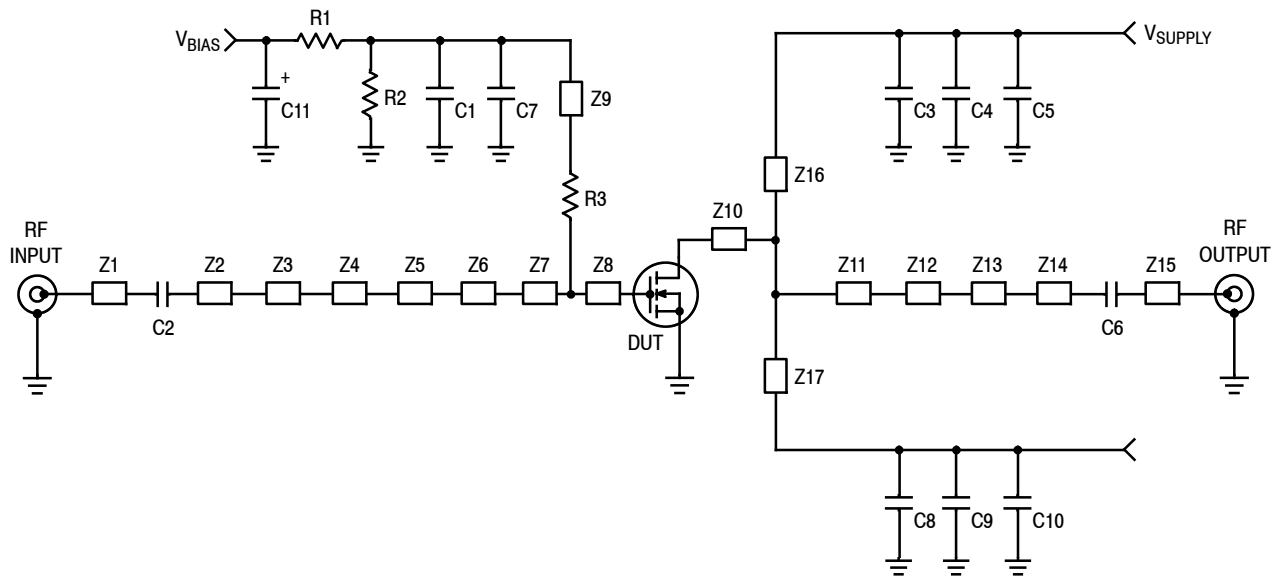 R1
VBIAS
VSUPPLY
+
C11
R2
C1
C7
Z9
C3
C4
C5
Z16
R3
Z10
RF
INPUT
RF
OUTPUT
Z1
Z2
Z3
Z4
Z5
Z6
Z7
Z8
Z11
Z12
Z13
Z14
Z15
C2
C6
DUT
Z17
C8
C9
C10